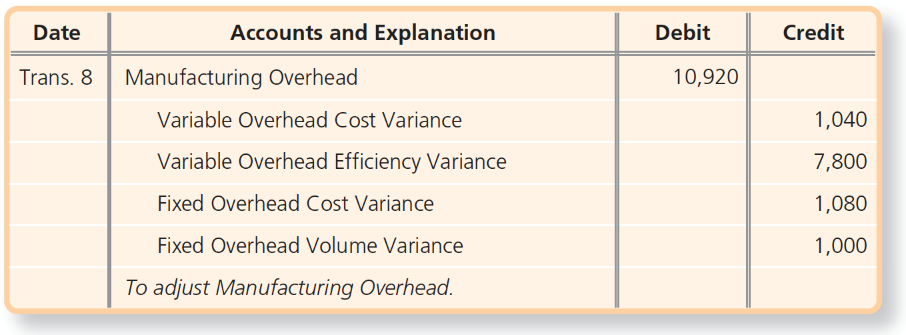 Date Accounts and Explanation Debit Credit
Trans. 8 Manufacturing Overhead 10,920
Variable Overhead Cost Variance 1,040
Variable Overhead Efficiency Variance 7,800
Fixed Overhead Cost Variance 1,080
Fixed Overhead Volume Variance 1,000
To adjust Manufacturing Overhead.